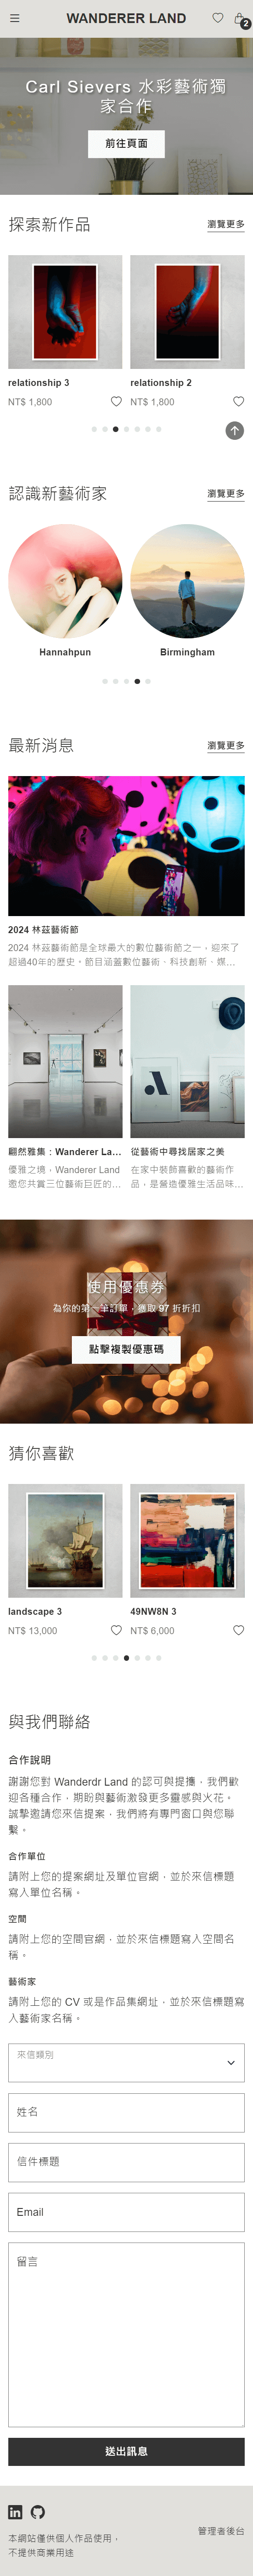 WANDERER LAND
2
Carl Sievers 水彩藝術獨
家合作
前往頁面
探索新作品
瀏覽更多
relationship 3
relationship 2
NT$ 1,800
NT$ 1,800
認識新藝術家
瀏覽更多
Hannahpun
Birmingham
最新消息
瀏覽更多
2024 林茲藝術節
2024 林茲藝術節是全球最大的數位藝術節之一，迎來了
超過40年的歷史。節目涵蓋數位藝術、科技創新、媒...
翩然雅集：Wanderer La...
從藝術中尋找居家之美
優雅之境，Wanderer Land
邀您共賞三位藝術巨匠的...
在家中裝飾喜歡的藝術作
品，是營造優雅生活品味...
使用優惠券
為你的第一筆訂單，獲取 97 折折扣
點擊複製優惠碼
猜你喜歡
landscape 3
49NW8N 3
NT$ 13,000
NT$ 6,000
與我們聯絡
合作說明
謝謝您對 Wanderdr Land 的認可與提攜，我們歡
迎各種合作，期盼與藝術激發更多靈感與火花。
誠摯邀請您來信提案，我們將有專門窗口與您聯
繫。
合作單位
請附上您的提案網址及單位官網，並於來信標題
寫入單位名稱。
空間
請附上您的空間官網，並於來信標題寫入空間名
稱。
藝術家
請附上您的 CV 或是作品集網址，並於來信標題寫
入藝術家名稱。
來信類別
姓名
信件標題
Email
留言
送出訊息
本網站僅供個人作品使用，
不提供商業用途
管理者後台